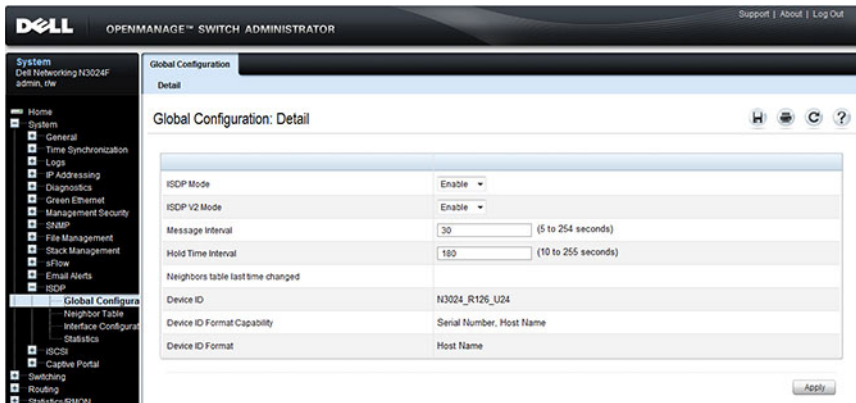 Support | About | Log Out
DELL OPENMANAGE™ SWITCH ADMINISTRATOR
System
Dell Networking N3024F
admin, r/w
Home
System
General
Time Synchronization
Logs
IP Addressing
Diagnostics
Green Ethernet
Management Security
SNMP
File Management
Stack Management
sFlow
Email Alerts
ISDP
Global Configura
Neighbor Table
Interface Configurat
Statistics
iSCSI
Captive Portal
Switching
Routing
Statistics/RMON
Global Configuration
Detail
Global Configuration: Detail
ISDP Mode Enable
ISDP V2 Mode Enable
Message Interval 30 (5 to 254 seconds)
Hold Time Interval 180 (10 to 255 seconds)
Neighbors table last time changed
Device ID N3024_R126_U24
Device ID Format Capability Serial Number, Host Name
Device ID Format Host Name
Apply